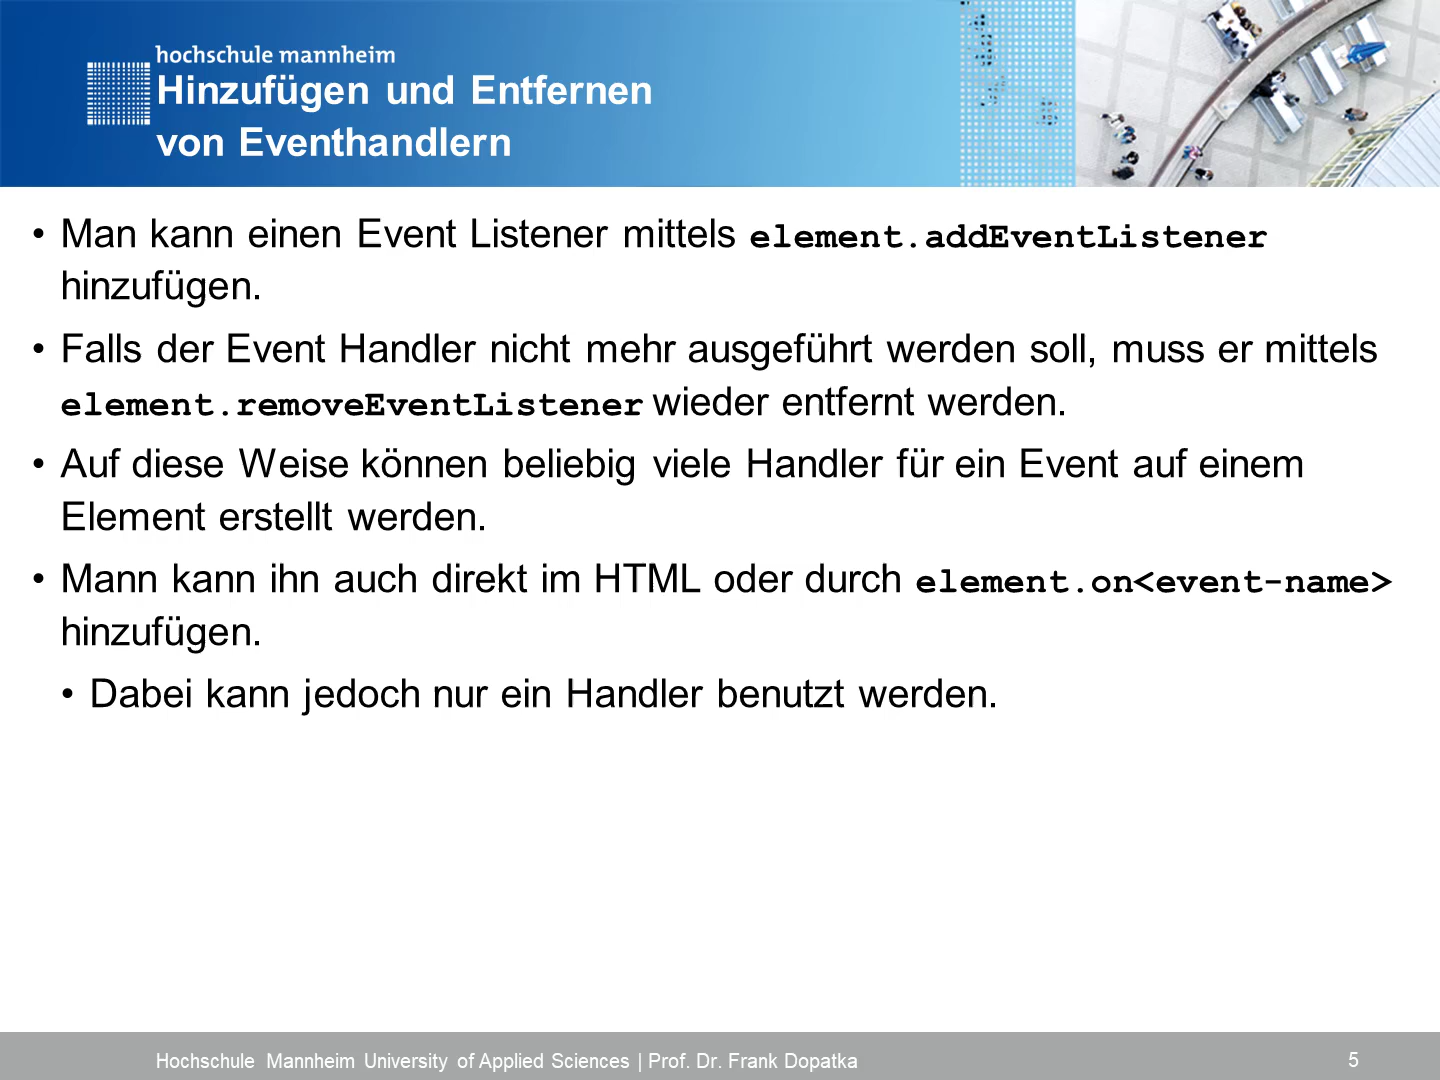 hochschule mannheim
Hinzufügen und Entfernen
von Eventhandlern
• Man kann einen Event Listener mittels element.addEventListener
hinzufügen.
• Falls der Event Handler nicht mehr ausgeführt werden soll, muss er mittels
element.removeEventListener wieder entfernt werden.
• Auf diese Weise können beliebig viele Handler für ein Event auf einem
Element erstellt werden.
• Mann kann ihn auch direkt im HTML oder durch element.on<event-name>
hinzufügen.
• Dabei kann jedoch nur ein Handler benutzt werden.
Hochschule Mannheim University of Applied Sciences | Prof. Dr. Frank Dopatka
5